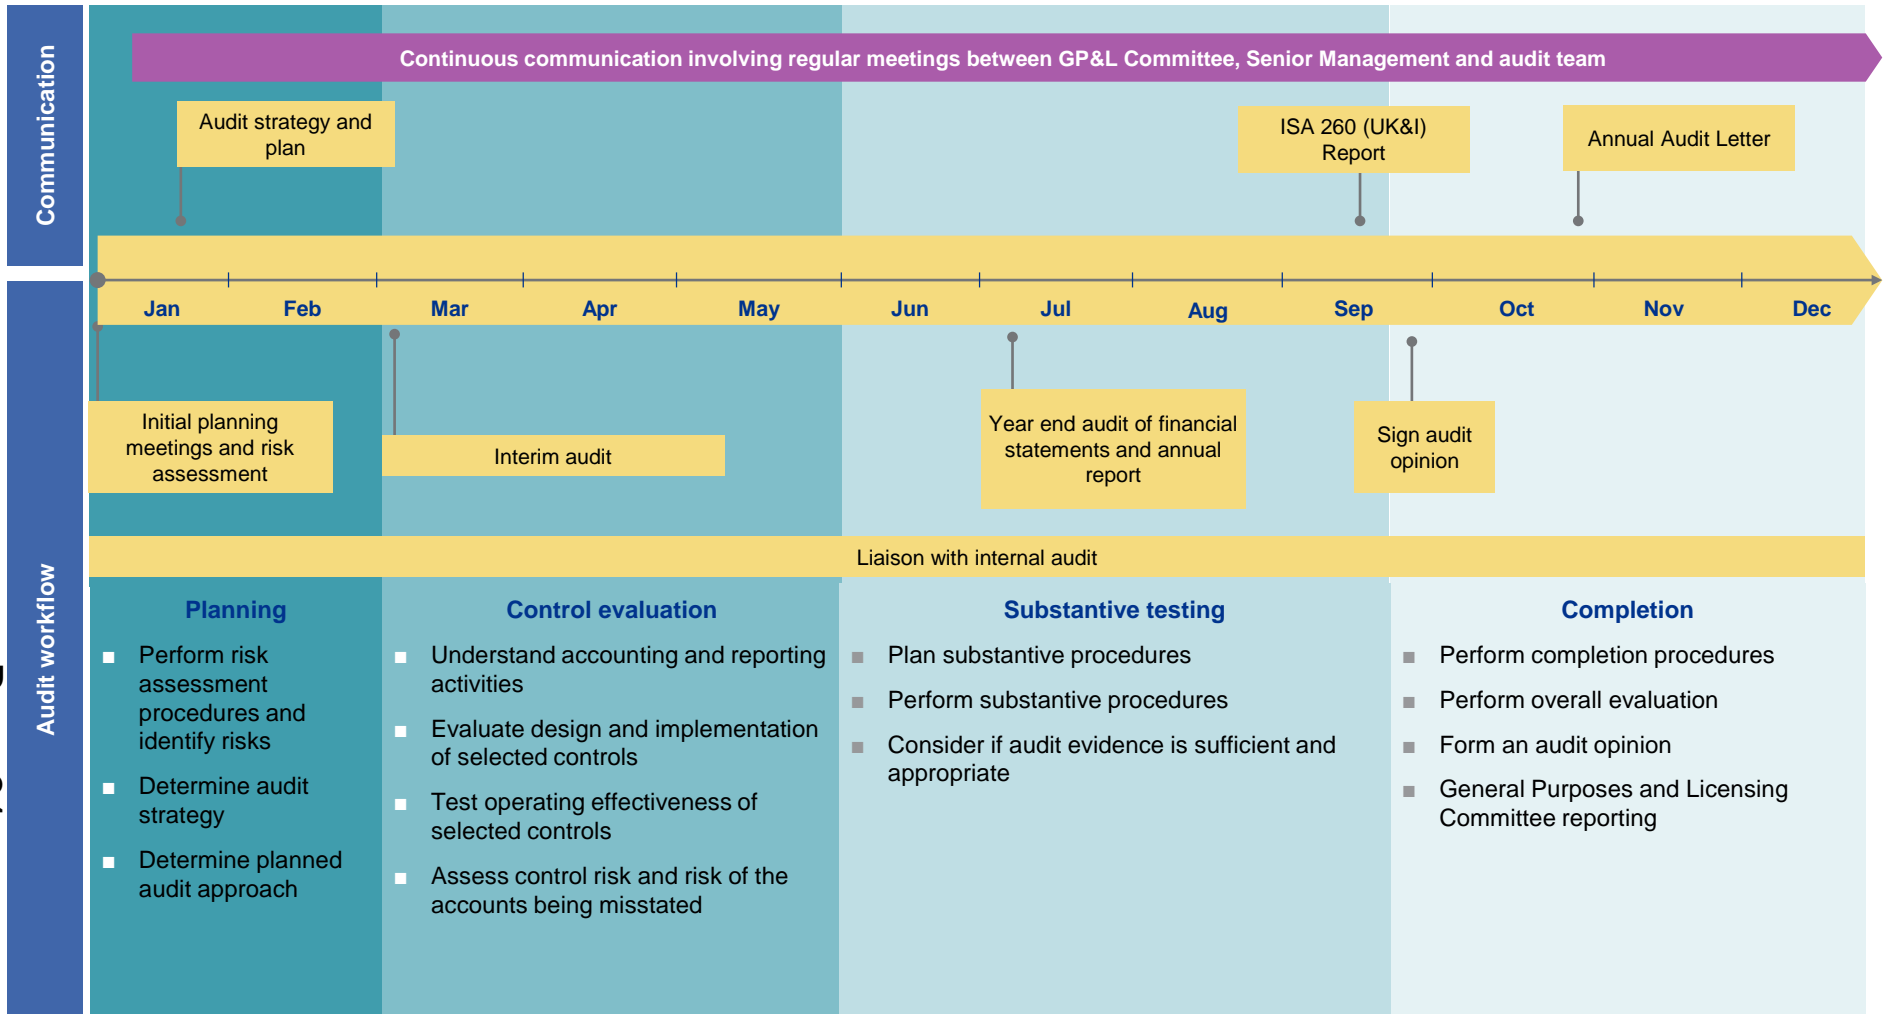 Communication
Continuous communication involving regular meetings between GP&L Committee, Senior Management and audit team
Audit strategy and
plan
ISA 260 (UK&I)
Report
Annual Audit Letter
Jan
Feb
Mar
Apr
May
Jun
Jul
Aug
Sep
Oct
Nov
Dec
Audit workflow
Initial planning
meetings and risk
assessment
Interim audit
Year end audit of financial
statements and annual
report
Sign audit
opinion
Liaison with internal audit
Planning
■ Perform risk
assessment
procedures and
identify risks
■ Determine audit
strategy
■ Determine planned
audit approach
Control evaluation
■ Understand accounting and reporting
activities
■ Evaluate design and implementation
of selected controls
■ Test operating effectiveness of
selected controls
■ Assess control risk and risk of the
accounts being misstated
Substantive testing
■ Plan substantive procedures
■ Perform substantive procedures
■ Consider if audit evidence is sufficient and
appropriate
Completion
■ Perform completion procedures
■ Perform overall evaluation
■ Form an audit opinion
■ General Purposes and Licensing
Committee reporting